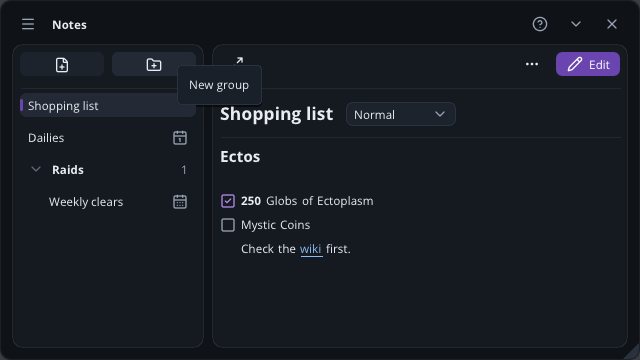 Notes
New group
Shopping list
Dailies
Raids 1
Weekly clears
Edit
Shopping list Normal
Ectos
250 Globs of Ectoplasm
Mystic Coins
Check the wiki first.